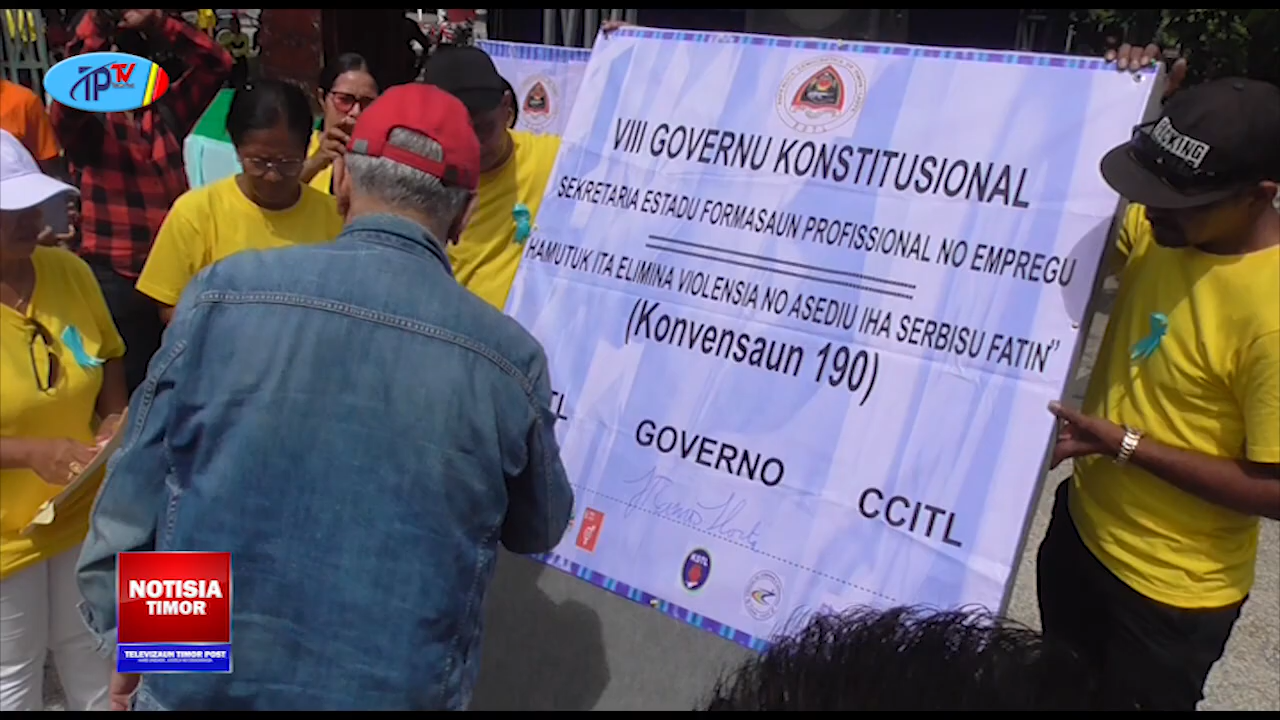 TPTV
VIII GOVERNU KONSTITUSIONAL
SEKRETARIA ESTADU FORMASAUN PROFISSIONAL NO EMPREGU
HAMUTUK ITA ELIMINA VIOLENSIA NO ASEDIU IHA SERBISU FATIN"
(Konvensaun 190)
TL
GOVERNO
CCITL
NOTISIA
TIMOR
TELEVIZAUN TIMOR POST